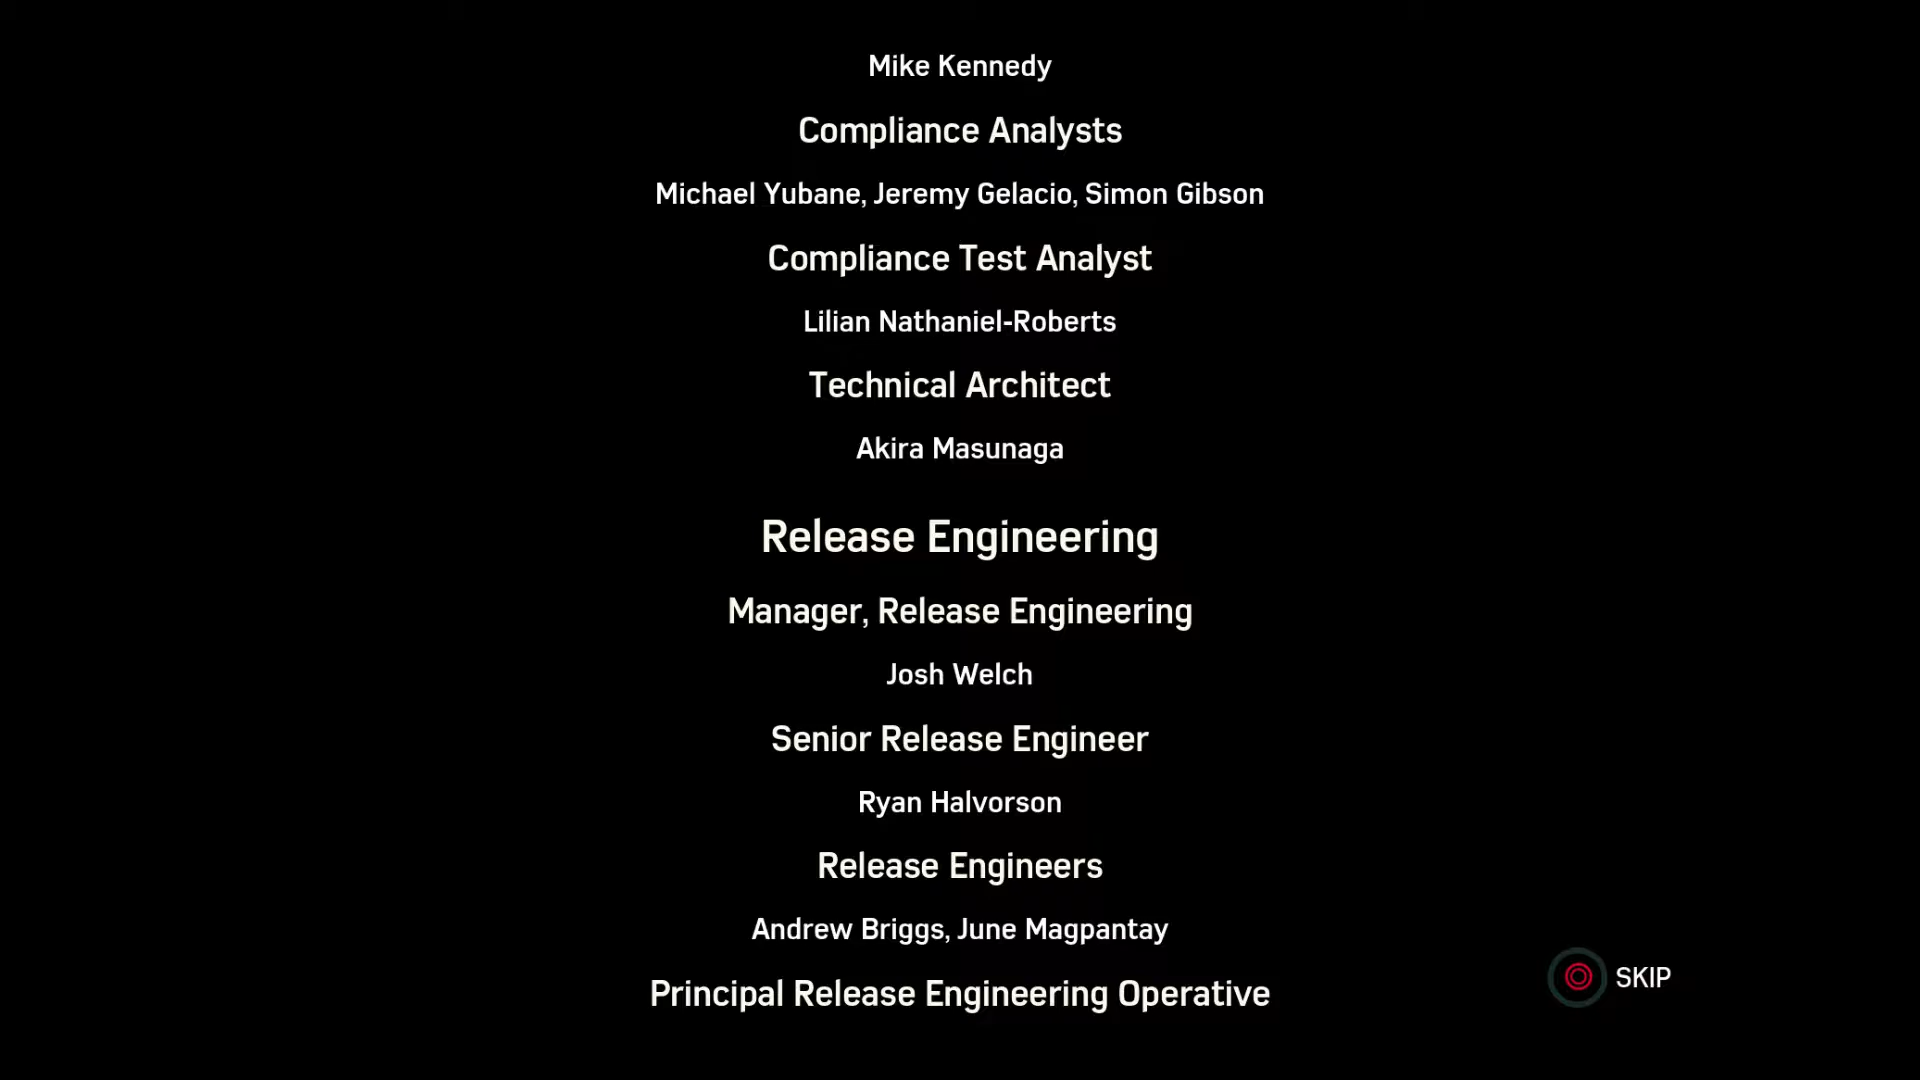 Mike Kennedy
Compliance Analysts
Michael Yubane, Jeremy Gelacio, Simon Gibson
Compliance Test Analyst
Lilian Nathaniel-Roberts
Technical Architect
Akira Masunaga
Release Engineering
Manager, Release Engineering
Josh Welch
Senior Release Engineer
Ryan Halvorson
Release Engineers
Andrew Briggs, June Magpantay
Principal Release Engineering Operative
SKIP